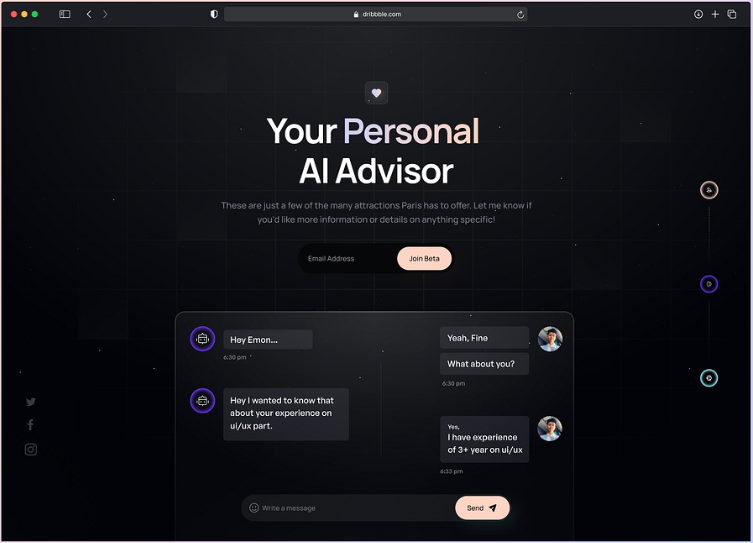 dribbble.com
Your Personal
AI Advisor
These are just a few of the many attractions Paris has to offer. Let me know if
you'd like more information or details on anything specific!
Email Address
Join Beta
Hey Emon...
6:30 pm
Yeah, Fine
What about you?
6:30 pm
Hey I wanted to know that
about your experience on
ui/ux part.
Yes,
I have experience
of 3+ year on ui/ux
6:33 pm
Write a message
Send